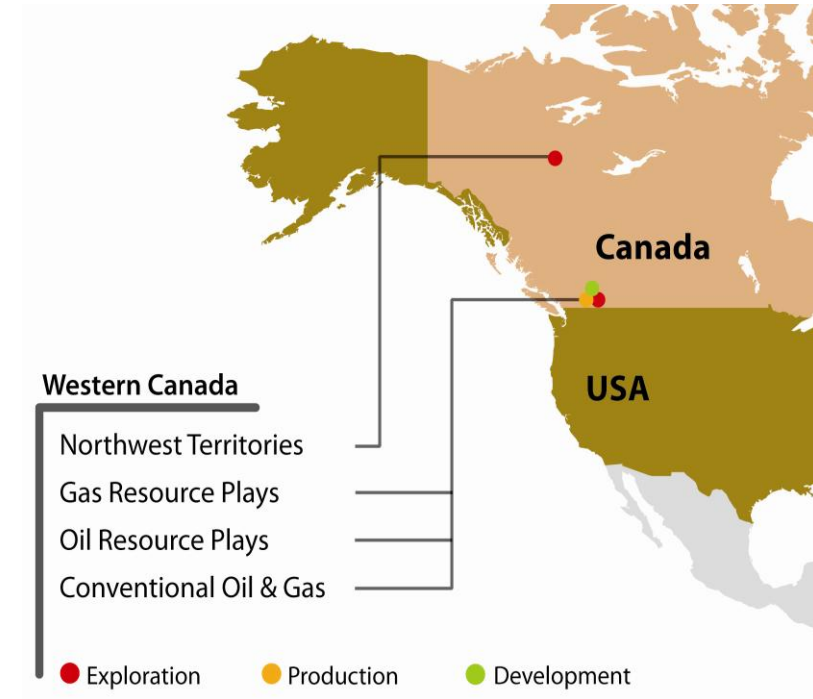 Canada
USA
Western Canada
Northwest Territories
Gas Resource Plays
Oil Resource Plays
Conventional Oil & Gas
Exploration
Production
Development